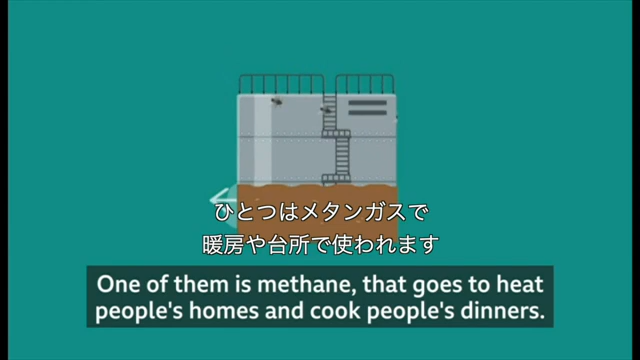 ひとつはメタンガスで
暖房や台所で使われます
One of them is methane, that goes to heat
people's homes and cook people's dinners.